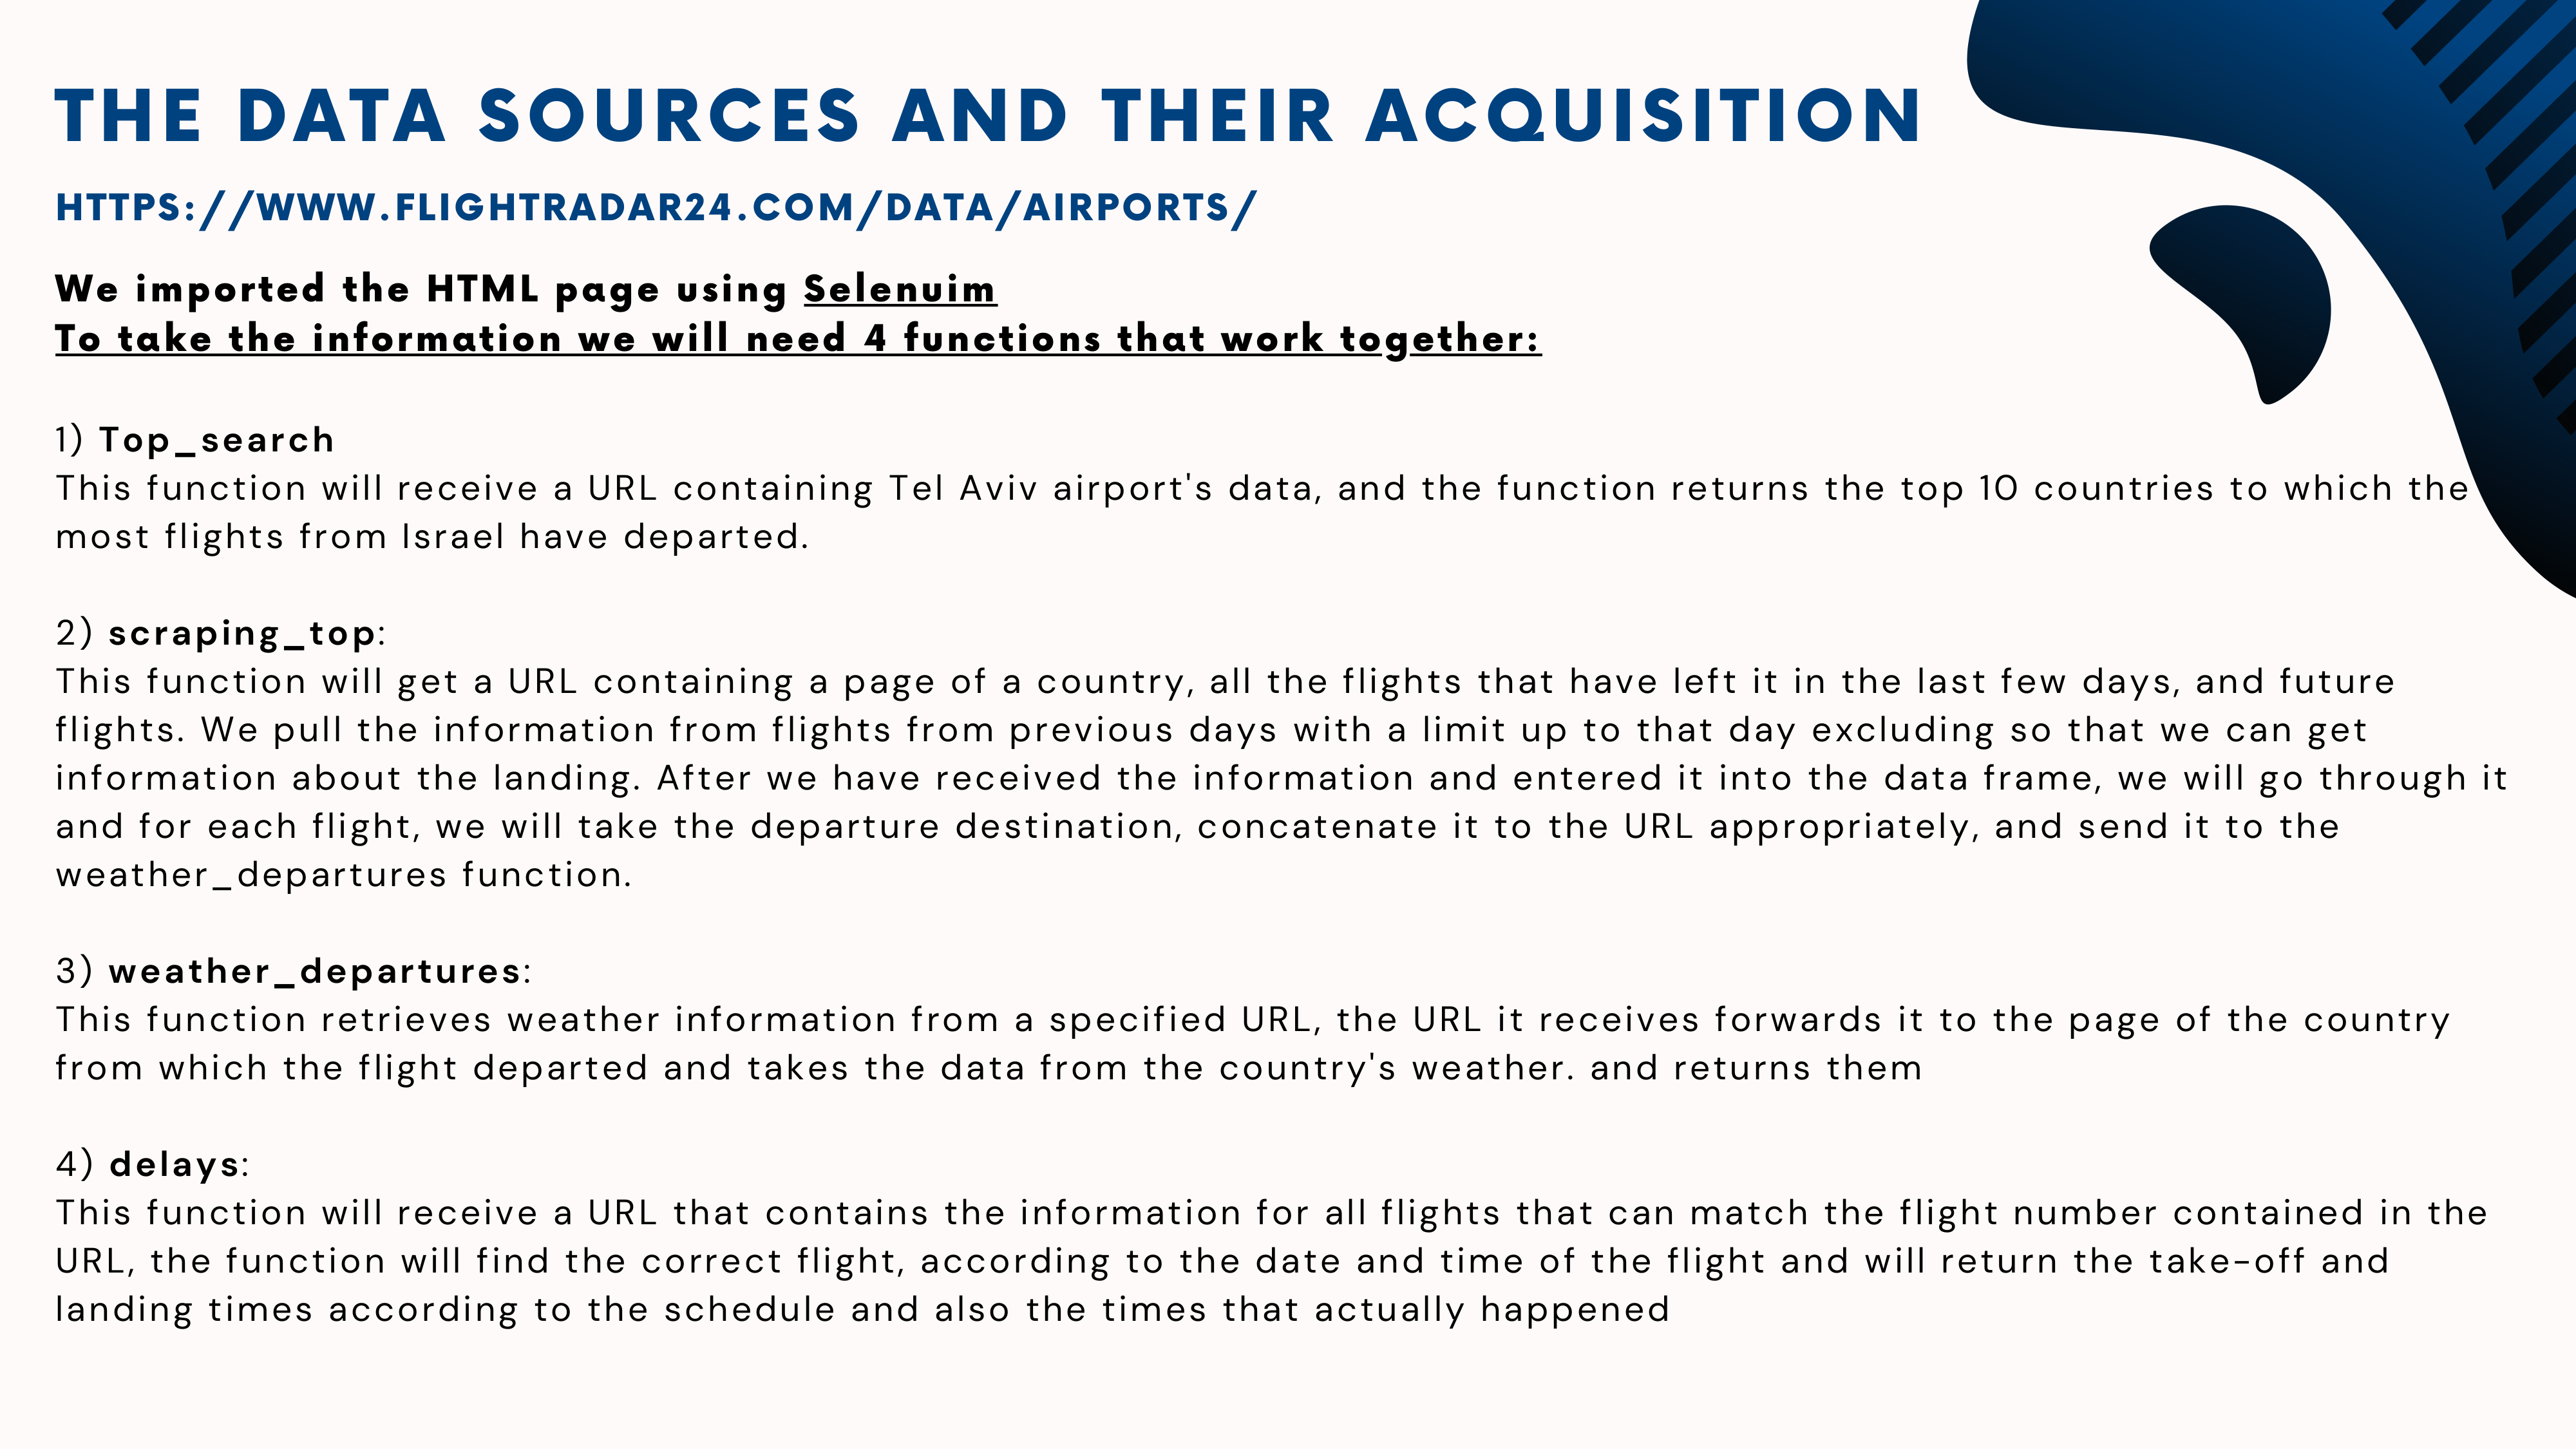 THE DATA SOURCES AND THEIR ACQUISITION
HTTPS://WWW.FLIGHTRADAR24.COM/DATA/AIRPORTS/
We imported the HTML page using Selenuim
To take the information we will need 4 functions that work together:
1) Top_search
This function will receive a URL containing Tel Aviv airport's data, and the function returns the top 10 countries to which the
most flights from Israel have departed.
2) scraping_top:
This function will get a URL containing a page of a country, all the flights that have left it in the last few days, and future
flights. We pull the information from flights from previous days with a limit up to that day excluding so that we can get
information about the landing. After we have received the information and entered it into the data frame, we will go through it
and for each flight, we will take the departure destination, concatenate it to the URL appropriately, and send it to the
weather_departures function.
3) weather_departures:
This function retrieves weather information from a specified URL, the URL it receives forwards it to the page of the country
from which the flight departed and takes the data from the country's weather. and returns them
4) delays:
This function will receive a URL that contains the information for all flights that can match the flight number contained in the
URL, the function will find the correct flight, according to the date and time of the flight and will return the take-off and
landing times according to the schedule and also the times that actually happened